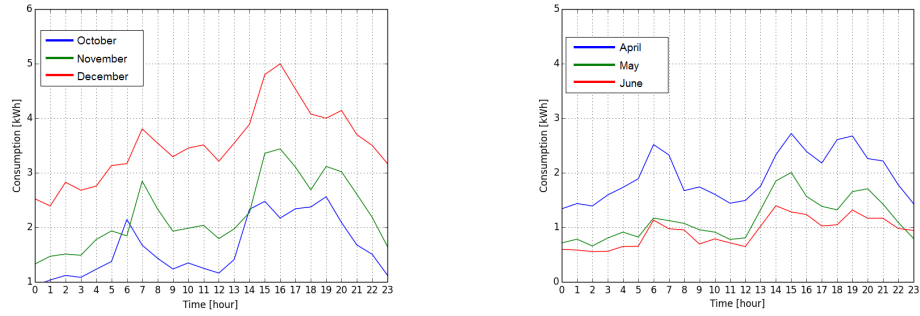 6
5
4
3
2
1
Consumption [kWh]
October
November
December
0 1 2 3 4 5 6 7 8 9 10 11 12 13 14 15 16 17 18 19 20 21 22 23
Time [hour]
5
4
3
2
1
0
Consumption [kWh]
April
May
June
0 1 2 3 4 5 6 7 8 9 10 11 12 13 14 15 16 17 18 19 20 21 22 23
Time [hour]